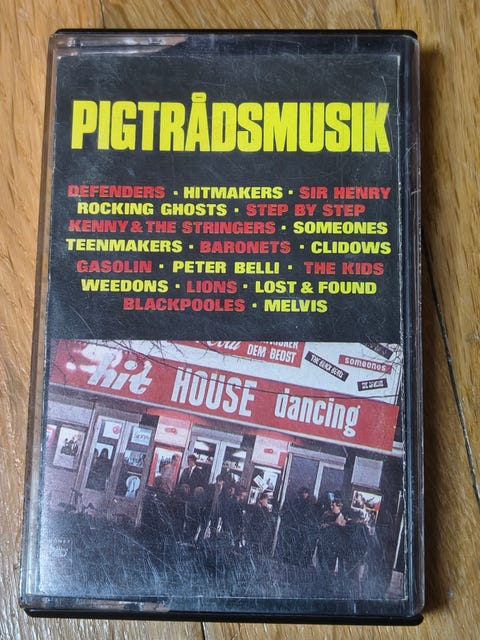 PIGTRÅDSMUSIK
DEFENDERS · HITMAKERS · SIR HENRY
ROCKING GHOSTS · STEP BY STEP
KENNY & THE STRINGERS · SOMEONES
TEENMAKERS · BARONETS · CLIDOWS
GASOLIN · PETER BELLI · THE KIDS
WEEDONS · LIONS · LOST & FOUND
BLACKPOOLES · MELVIS
DEM BEDST
someones
hit HOUSE dancing